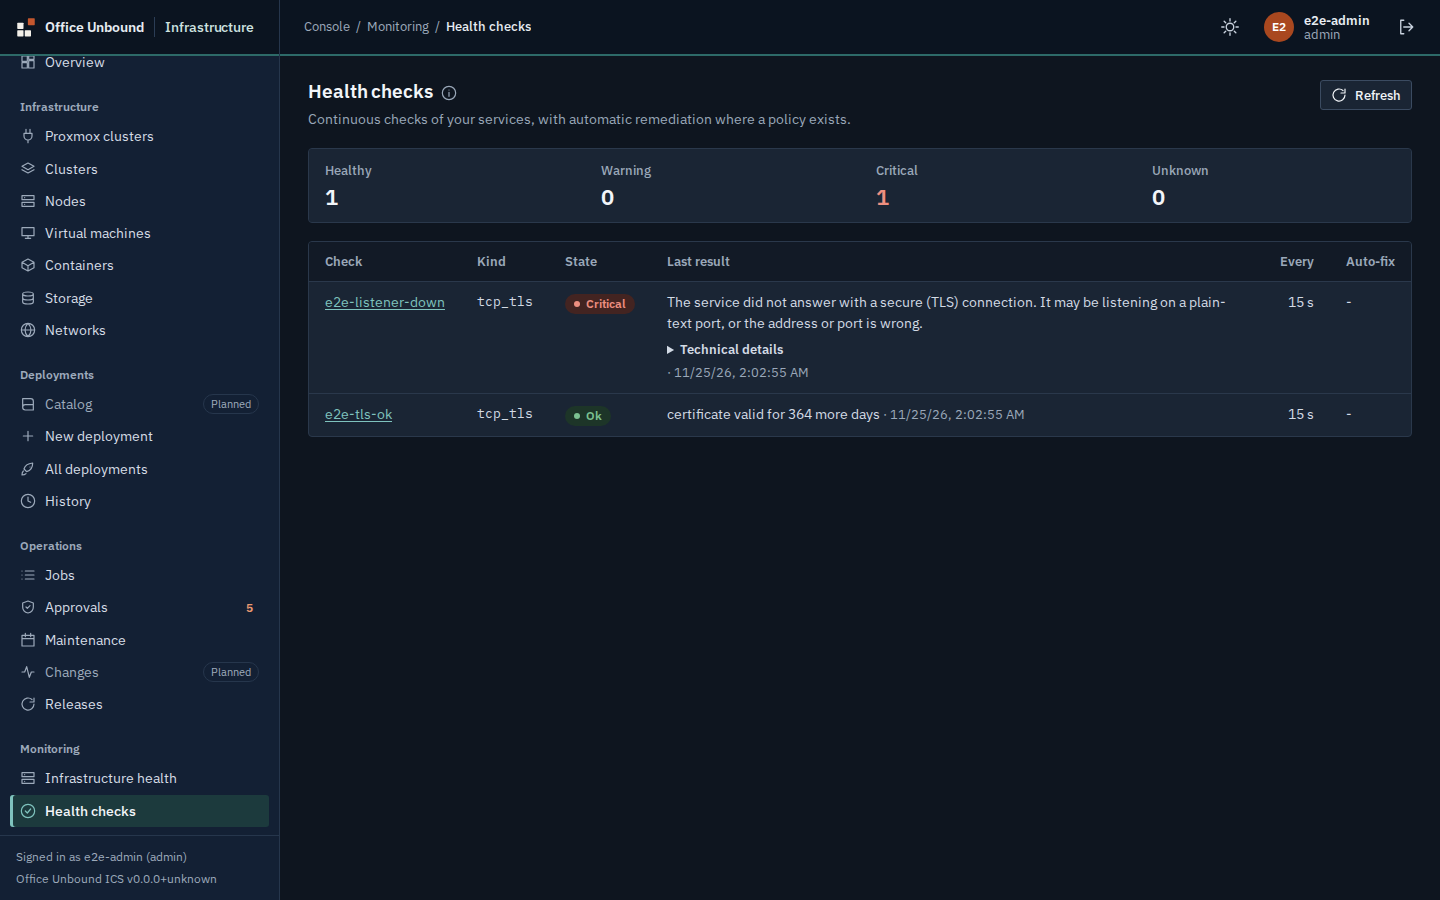 Office Unbound
Infrastructure
Console / Monitoring / Health checks
E2
e2e-admin
admin
Overview
Infrastructure
Proxmox clusters
Clusters
Nodes
Virtual machines
Containers
Storage
Networks
Deployments
Catalog Planned
New deployment
All deployments
History
Operations
Jobs
Approvals 5
Maintenance
Changes Planned
Releases
Monitoring
Infrastructure health
Health checks
Signed in as e2e-admin (admin)
Office Unbound ICS v0.0.0+unknown
Health checks
Refresh
Continuous checks of your services, with automatic remediation where a policy exists.
Healthy Warning Critical Unknown
1 0 1 0
Check Kind State Last result Every Auto-fix
e2e-listener-down tcp_tls Critical The service did not answer with a secure (TLS) connection. It may be listening on a plain- 15 s -
text port, or the address or port is wrong.
Technical details
· 11/25/26, 2:02:55 AM
e2e-tls-ok tcp_tls Ok certificate valid for 364 more days · 11/25/26, 2:02:55 AM 15 s -